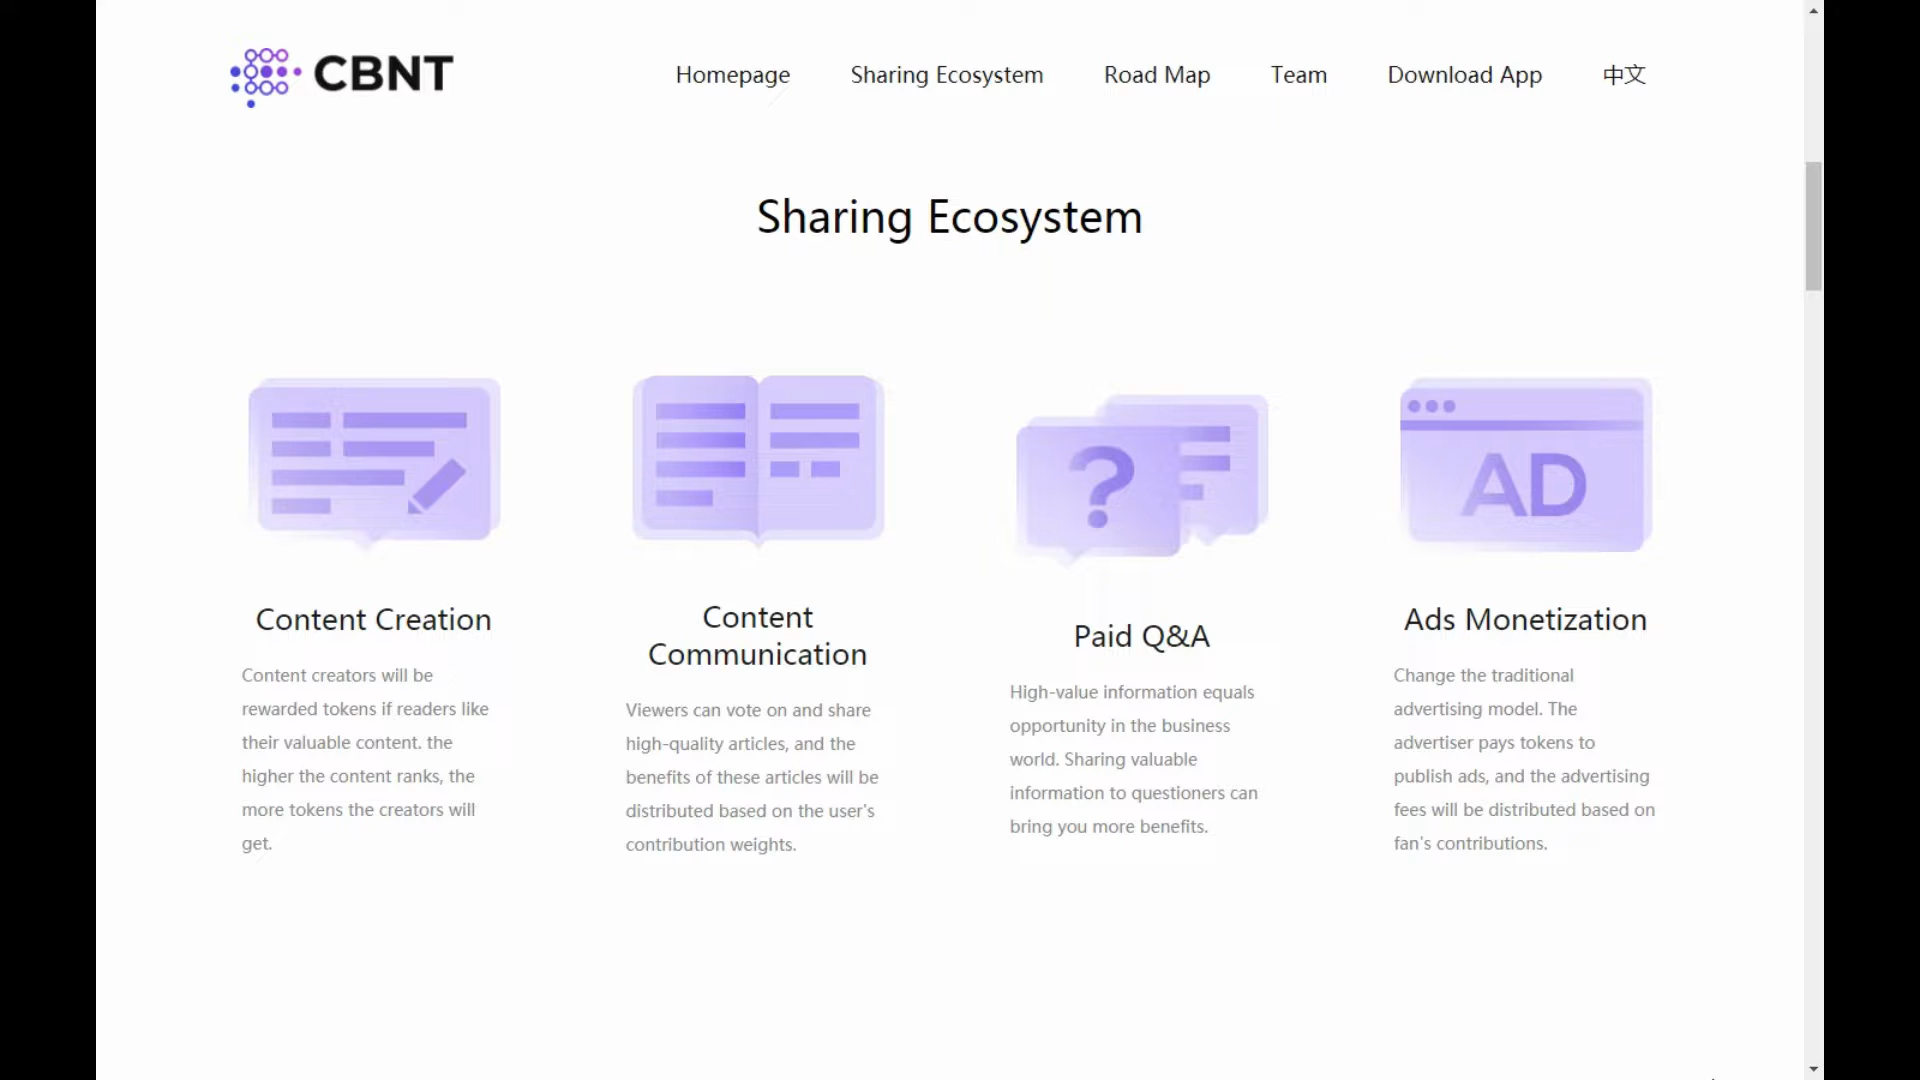 CBNT
Homepage
Sharing Ecosystem
Road Map
Team
Download App
中文
Sharing Ecosystem
?
AD
Content Creation
Content creators will be
rewarded tokens if readers like
their valuable content. the
higher the content ranks, the
more tokens the creators will
get.
Content
Communication
Viewers can vote on and share
high-quality articles, and the
benefits of these articles will be
distributed based on the user's
contribution weights.
Paid Q&A
High-value information equals
opportunity in the business
world. Sharing valuable
information to questioners can
bring you more benefits.
Ads Monetization
Change the traditional
advertising model. The
advertiser pays tokens to
publish ads, and the advertising
fees will be distributed based on
fan's contributions.